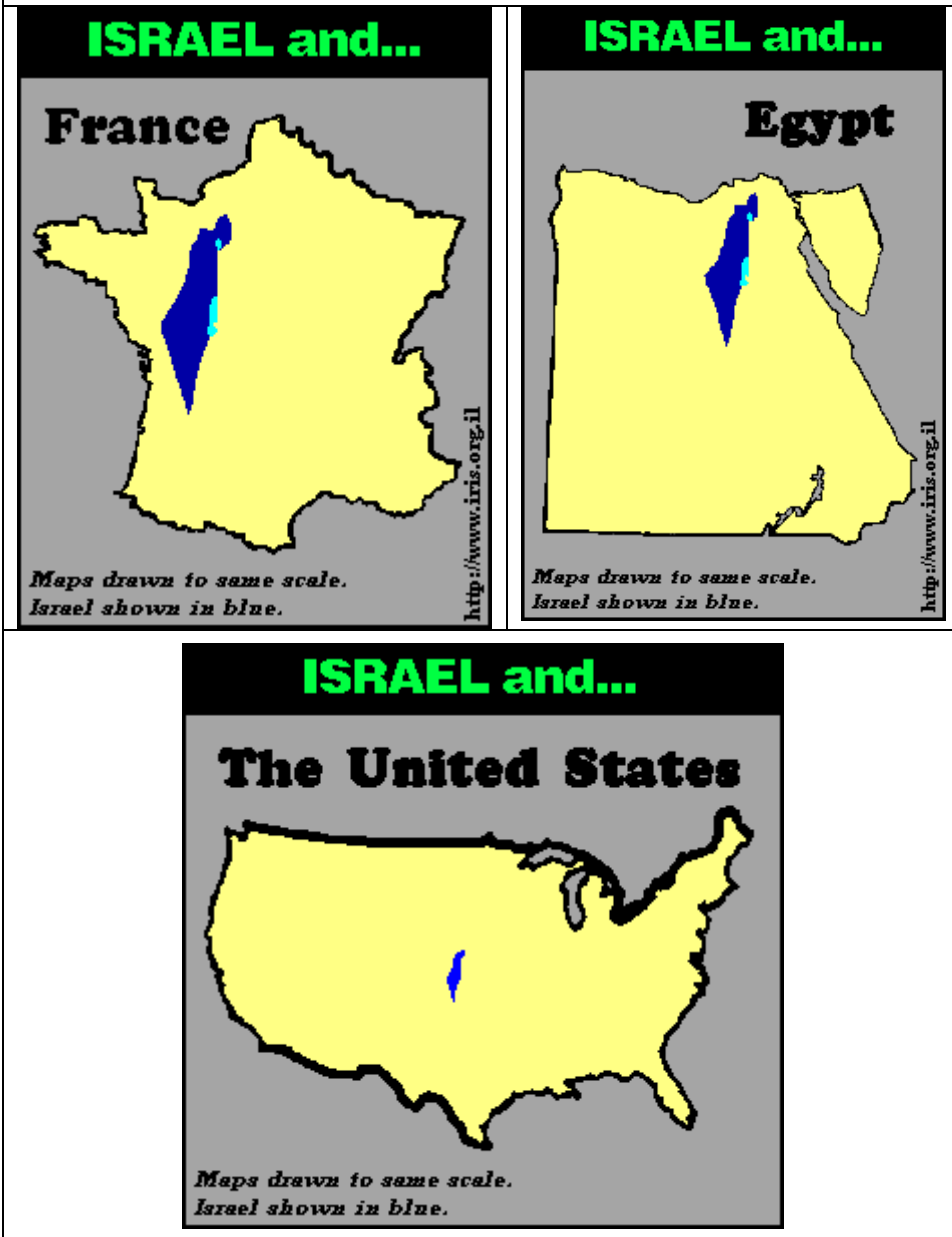 ISRAEL and...
France
http://www.iris.org.il
Maps drawn to same scale.
Israel shown in blue.
ISRAEL and...
Egypt
http://www.iris.org.il
Maps drawn to same scale.
Israel shown in blue.
ISRAEL and...
The United States
Maps drawn to same scale.
Israel shown in blue.